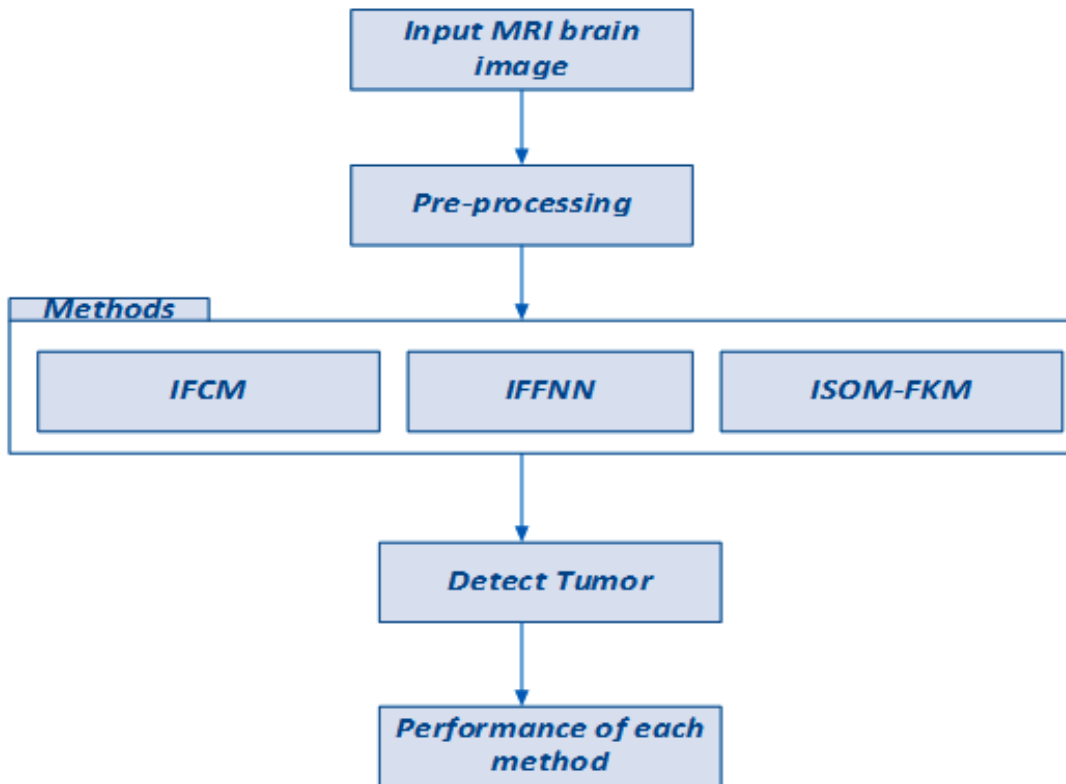 Input MRI brain
image
Pre-processing
Methods
IFCM
IFFNN
ISOM-FKM
Detect Tumor
Performance of each
method